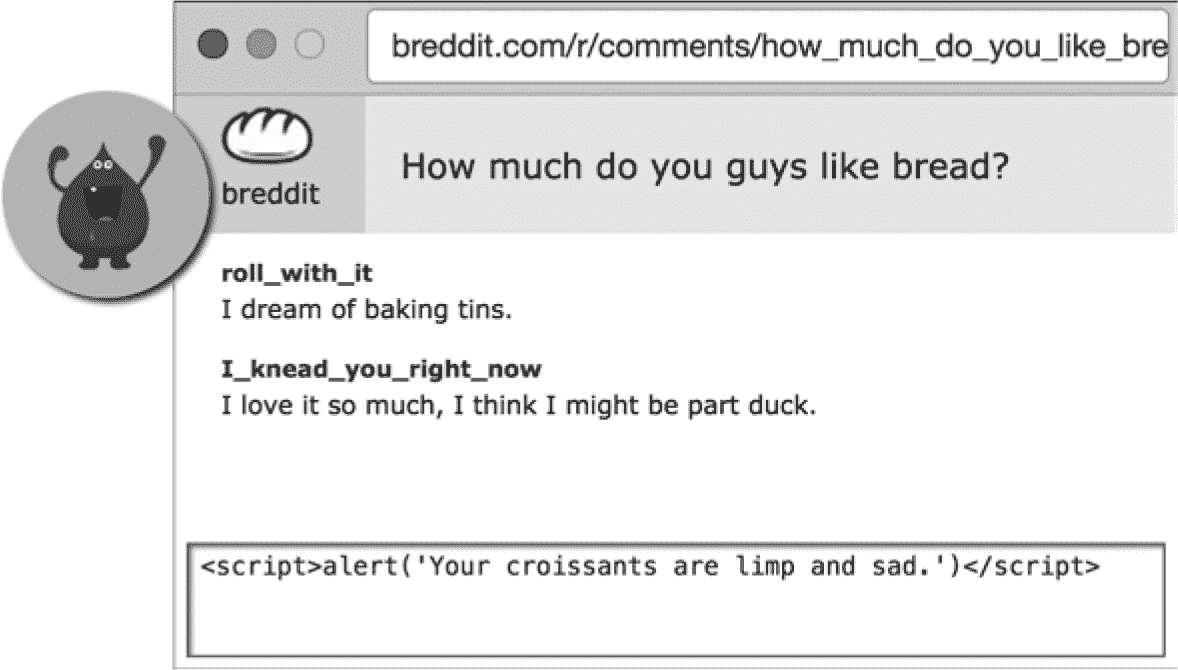 breddit.com/r/comments/how_much_do_you_like_bre
breddit
How much do you guys like bread?
roll_with_it
I dream of baking tins.
I_knead_you_right_now
I love it so much, I think I might be part duck.
<script>alert('Your croissants are limp and sad.')</script>